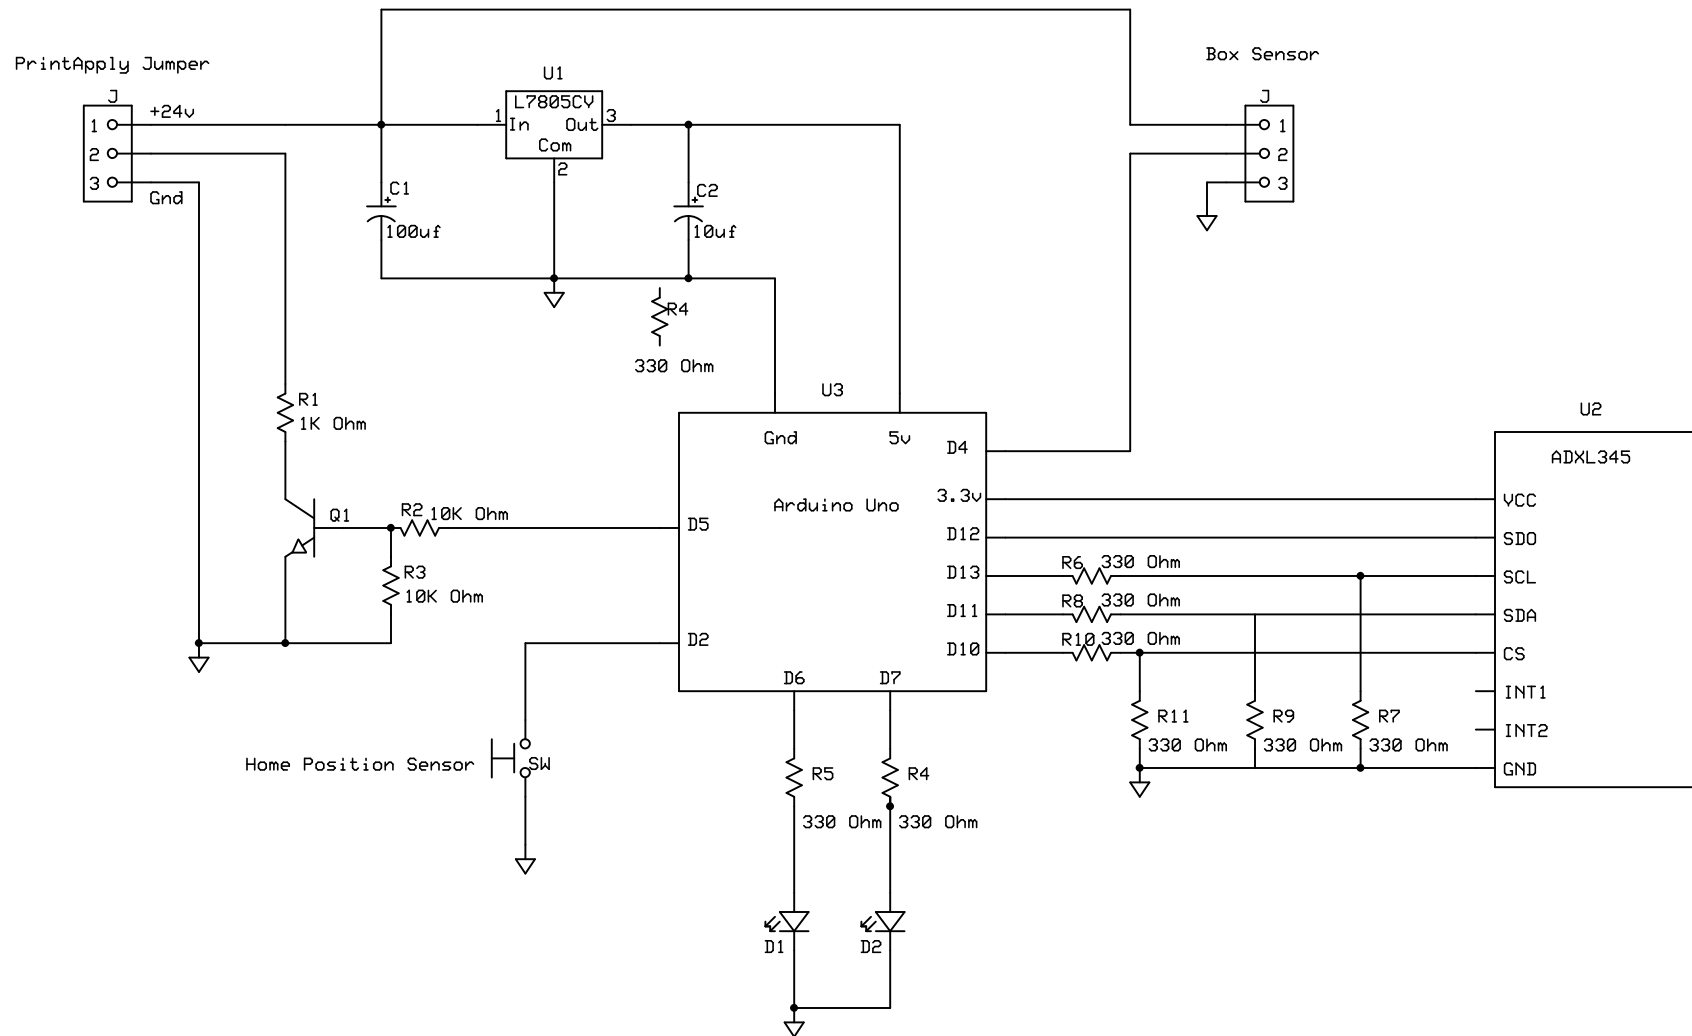 PrintApply Jumper
J
+24v
1
2
3
Gnd
U1
L7805CV
1
In
Out
3
Com
2
+
C1
100uf
+
C2
10uf
R4
330 Ohm
Box Sensor
J
1
2
3
R1
1K Ohm
Q1
R2
10K Ohm
R3
10K Ohm
U3
Gnd
5v
D4
3.3v
Arduino Uno
D5
D12
D13
D11
D2
D10
D6
D7
R6
330 Ohm
R8
330 Ohm
R10
330 Ohm
R11
330 Ohm
R9
330 Ohm
R7
330 Ohm
U2
ADXL345
VCC
SDO
SCL
SDA
CS
INT1
INT2
GND
Home Position Sensor
SW
R5
330 Ohm
R4
330 Ohm
D1
D2